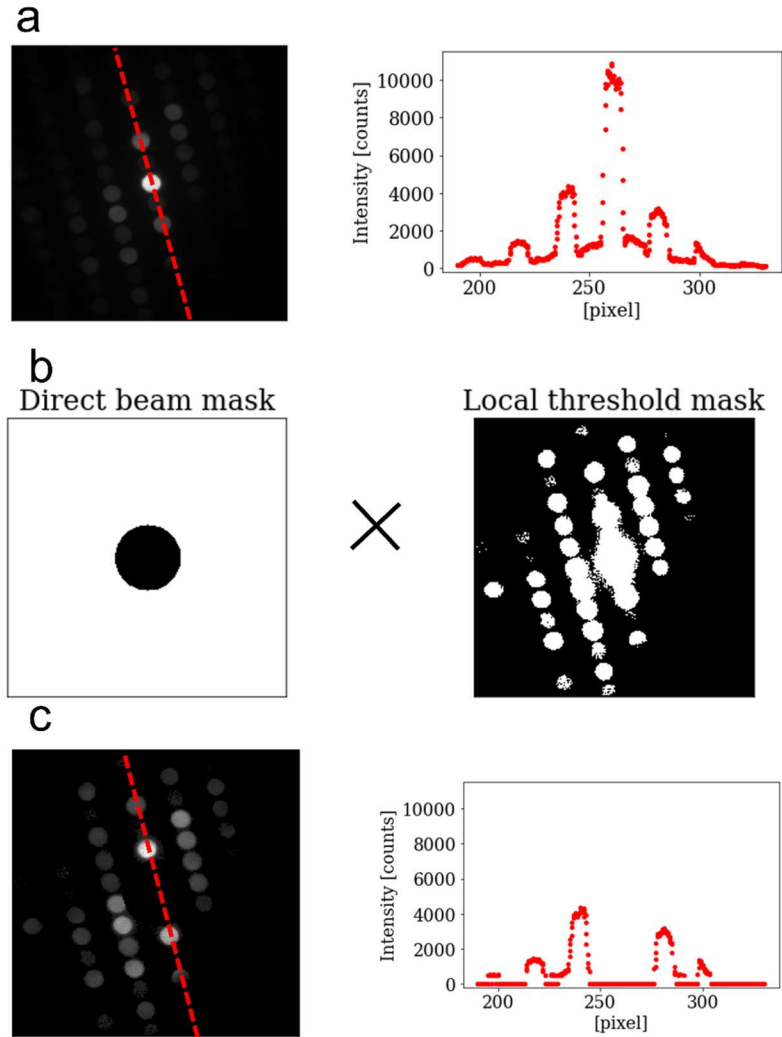 a
10000
8000
6000
4000
2000
0
Intensity [counts]
200 250 300
[pixel]
b
Direct beam mask
Local threshold mask
×
c
10000
8000
6000
4000
2000
0
Intensity [counts]
200 250 300
[pixel]